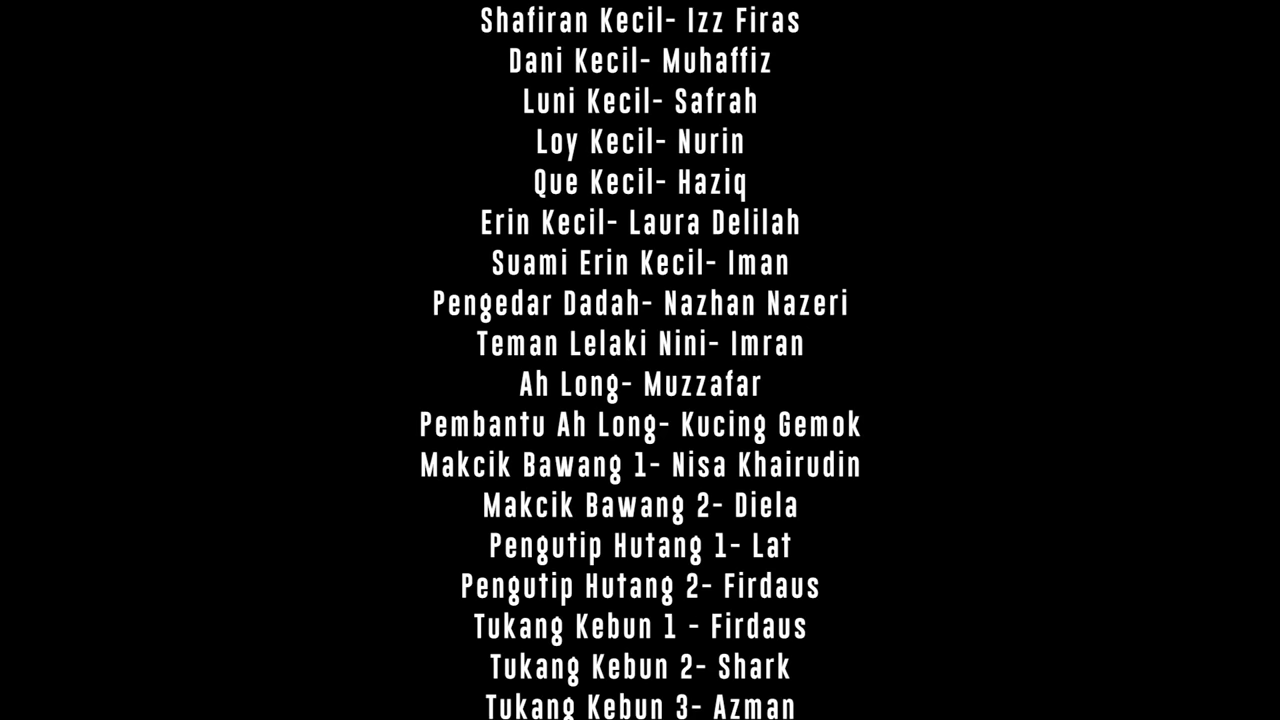 Shafiran Kecil- Izz Firas
Dani Kecil- Muhaffiz
Luni Kecil- Safrah
Loy Kecil- Nurin
Que Kecil- Haziq
Erin Kecil- Laura Delilah
Suami Erin Kecil- Iman
Pengedar Dadah- Nazhan Nazeri
Teman Lelaki Nini- Imran
Ah Long- Muzzafar
Pembantu Ah Long- Kucing Gemok
Makcik Bawang 1- Nisa Khairudin
Makcik Bawang 2- Diela
Pengutip Hutang 1- Lat
Pengutip Hutang 2- Firdaus
Tukang Kebun 1 - Firdaus
Tukang Kebun 2- Shark
Tukang Kebun 3- Azman